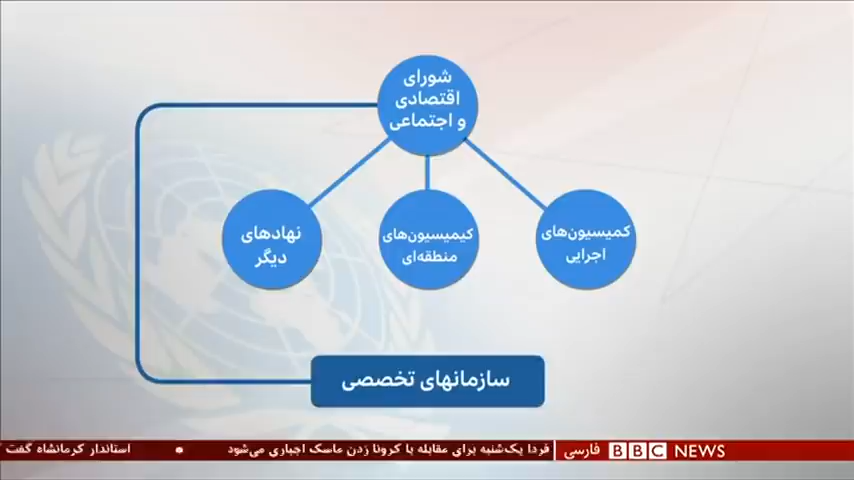 شورای
اقتصادی
و اجتماعی
کمیسیون‌های
اجرایی
کیمیسیون‌های
منطقه‌ای
نهادهای
دیگر
سازمانهای تخصصی
BBC NEWS فارسی
فردا یک‌شنبه برای مقابله با کرونا زدن ماسک اجباری می‌شود
استاندار کرمانشاه گفت